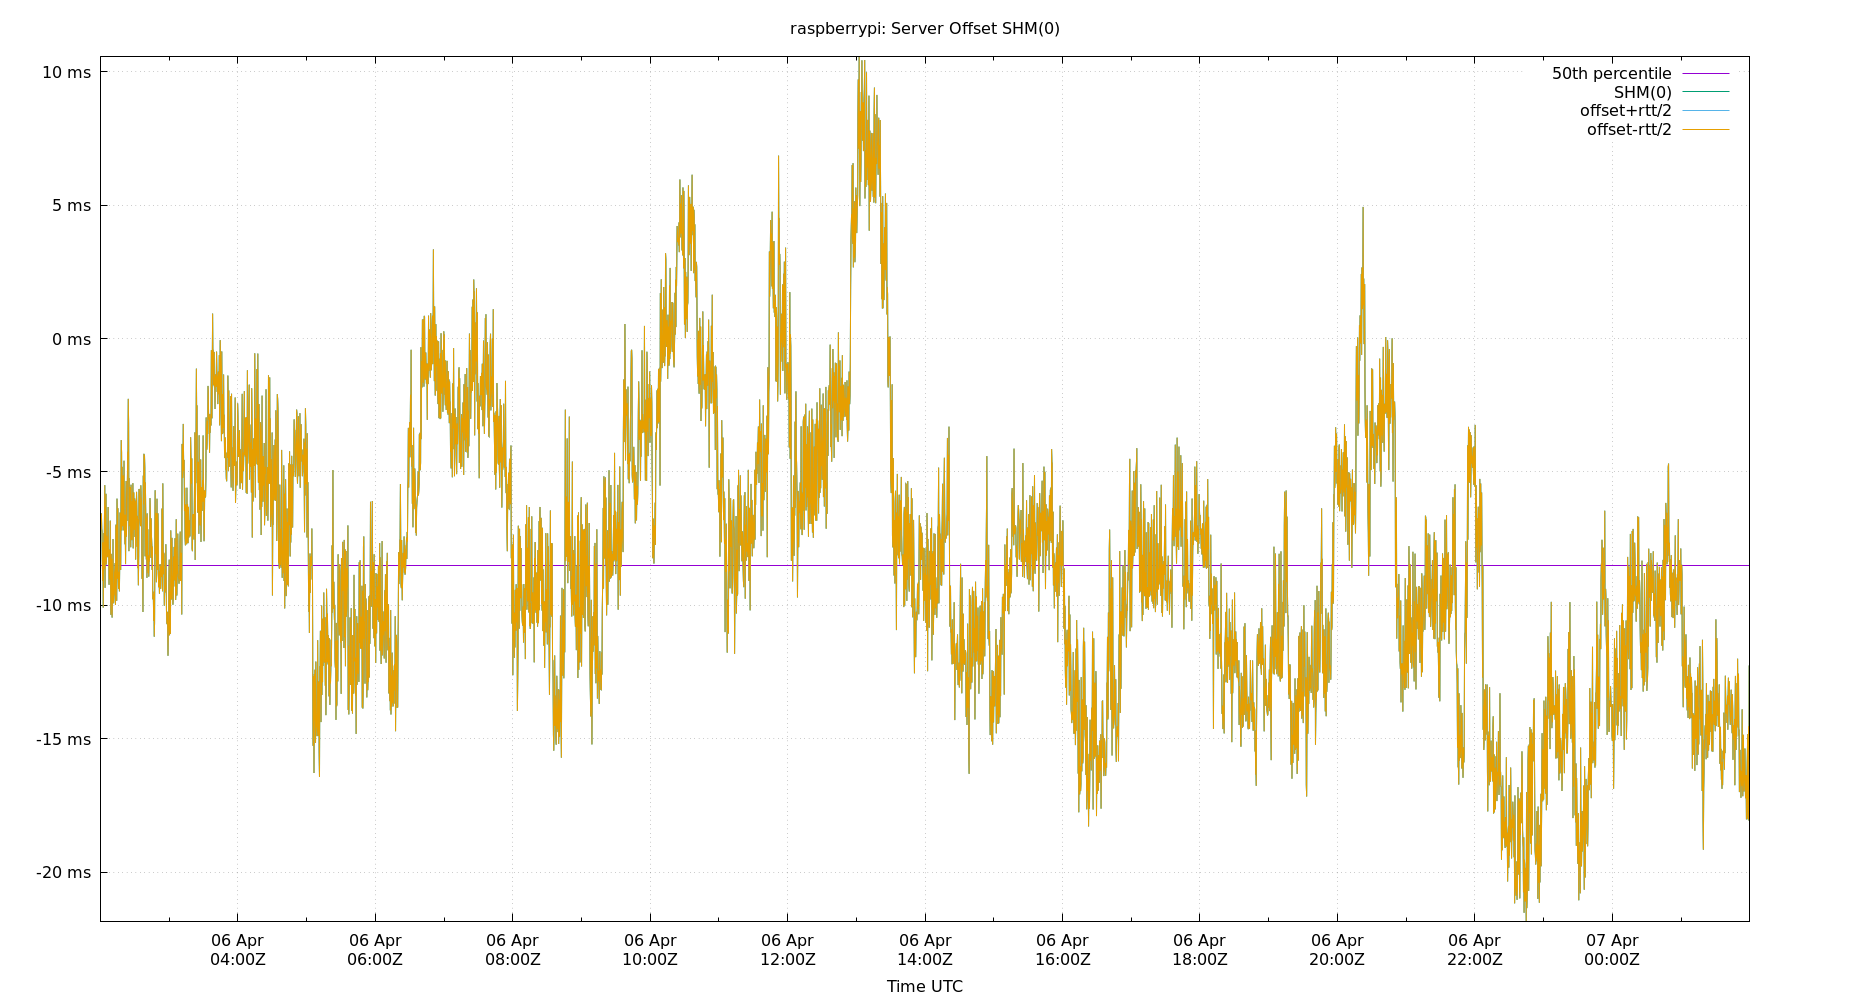 raspberrypi: Server Offset SHM(0)
10 ms
5 ms
0 ms
-5 ms
-10 ms
-15 ms
-20 ms
50th percentile
SHM(0)
offset+rtt/2
offset-rtt/2
06 Apr 06 Apr 06 Apr 06 Apr 06 Apr 06 Apr 06 Apr 06 Apr 06 Apr 06 Apr 07 Apr
04:00Z 06:00Z 08:00Z 10:00Z 12:00Z 14:00Z 16:00Z 18:00Z 20:00Z 22:00Z 00:00Z
Time UTC